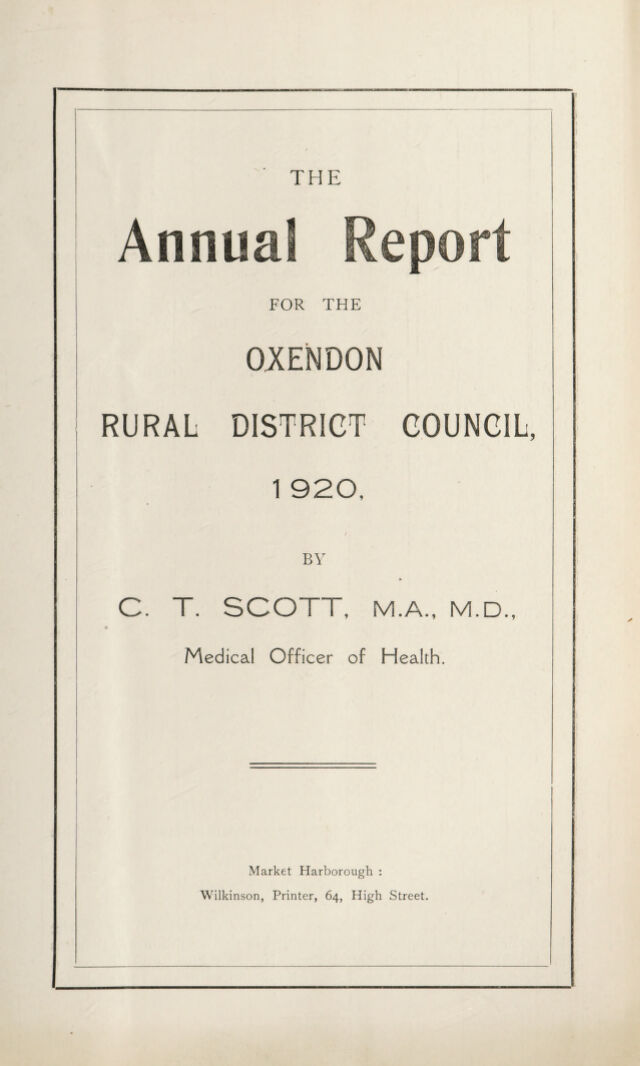 THE
Annual Report
FOR THE
OXENDON
RURAL DISTRICT COUNCIL,
1920,
BY
C. T. SCOTT, M.A., M.D.,
Medical Officer of Health.
Market Harborough :
Wilkinson, Printer, 64, High Street.